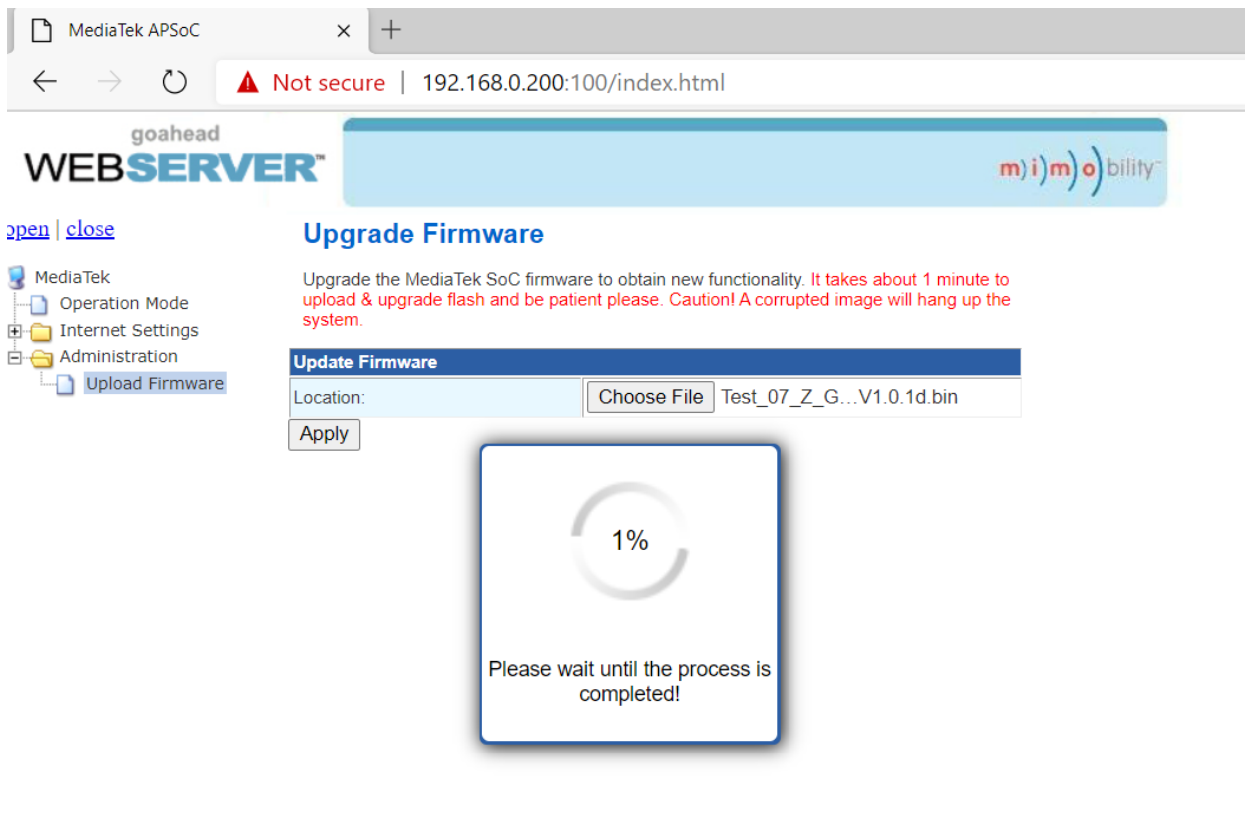 MediaTek APSoC
Not secure | 192.168.0.200:100/index.html
goahead
WEBSERVER™
m)i)m)o)bility™
open | close
MediaTek
Operation Mode
Internet Settings
Administration
Upload Firmware
Upgrade Firmware
Upgrade the MediaTek SoC firmware to obtain new functionality. It takes about 1 minute to
upload & upgrade flash and be patient please. Caution! A corrupted image will hang up the
system.
Update Firmware
Location: Choose File Test_07_Z_G...V1.0.1d.bin
Apply
1%
Please wait until the process is
completed!